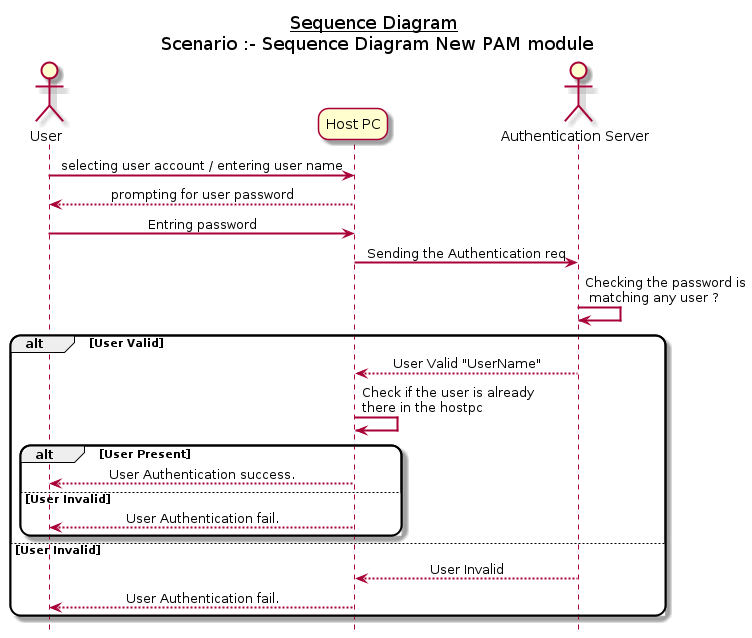 Sequence Diagram
Scenario :- Sequence Diagram New PAM module
User
Host PC
Authentication Server
selecting user account / entering user name
prompting for user password
Entring password
Sending the Authentication req
Checking the password is
matching any user ?
alt [User Valid]
User Valid "UserName"
Check if the user is already
there in the hostpc
alt [User Present]
User Authentication success.
[User Invalid]
User Authentication fail.
[User Invalid]
User Invalid
User Authentication fail.